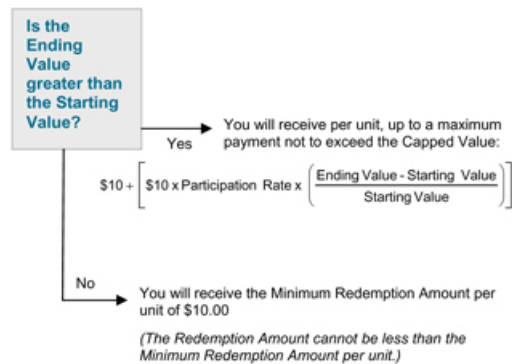 Is the
Ending
Value
greater than
the Starting
Value?
Yes
You will receive per unit, up to a maximum
payment not to exceed the Capped Value:
$10 + [ $10 x Participation Rate x ( Ending Value - Starting Value / Starting Value ) ]
No
You will receive the Minimum Redemption Amount per
unit of $10.00
(The Redemption Amount cannot be less than the
Minimum Redemption Amount per unit.)